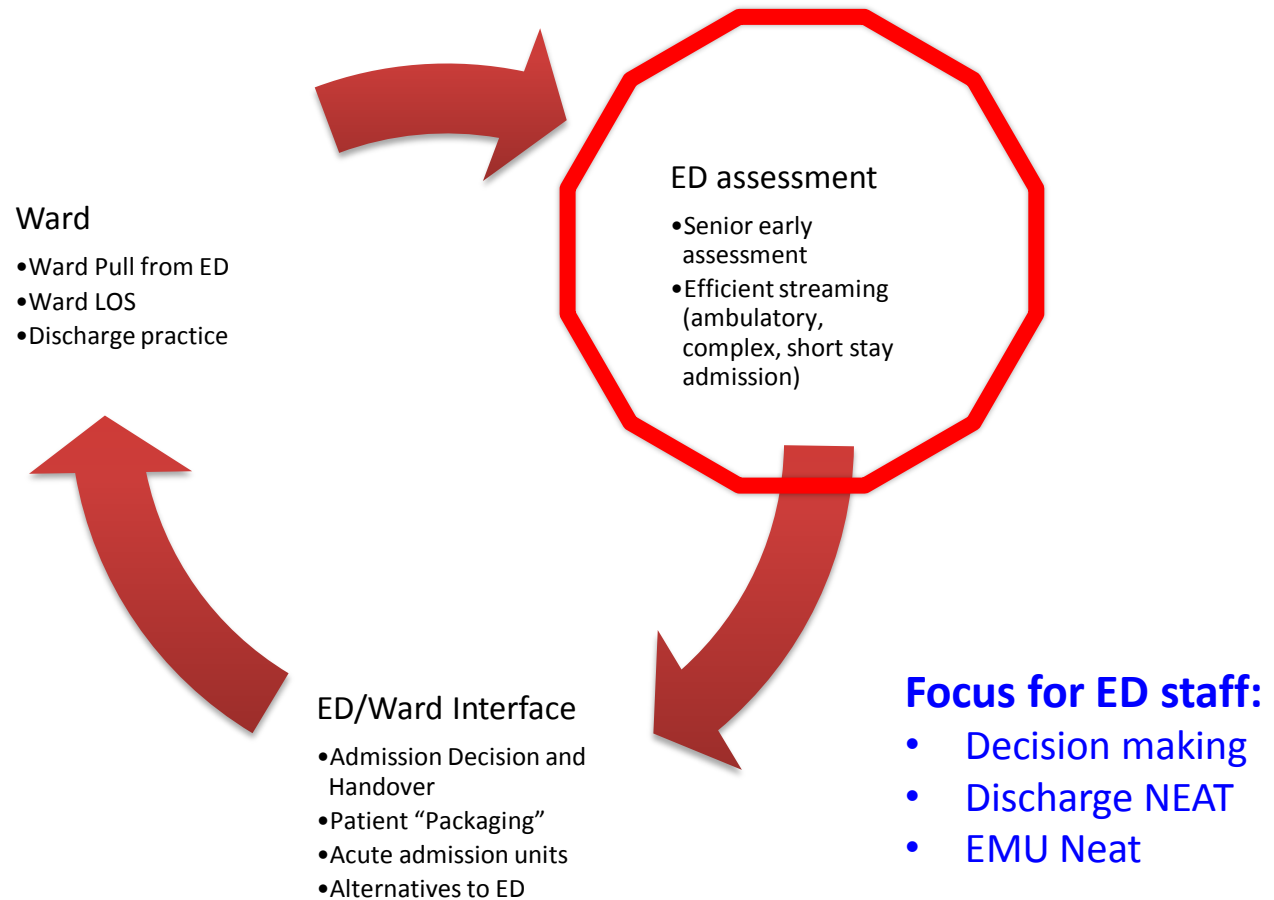 Ward
•Ward Pull from ED
•Ward LOS
•Discharge practice
ED assessment
•Senior early
assessment
•Efficient streaming
(ambulatory,
complex, short stay
admission)
ED/Ward Interface
•Admission Decision and
Handover
•Patient “Packaging”
•Acute admission units
•Alternatives to ED
Focus for ED staff:
• Decision making
• Discharge NEAT
• EMU Neat